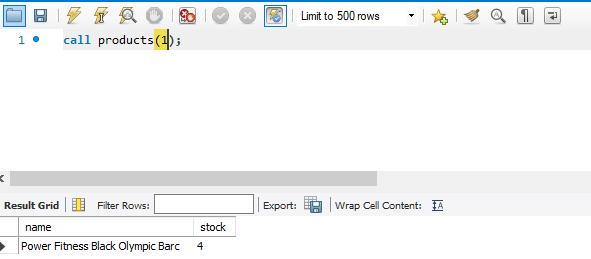 Limit to 500 rows
1 call products(1);
Result Grid Filter Rows: Export: Wrap Cell Content:
name stock
Power Fitness Black Olympic Barc 4